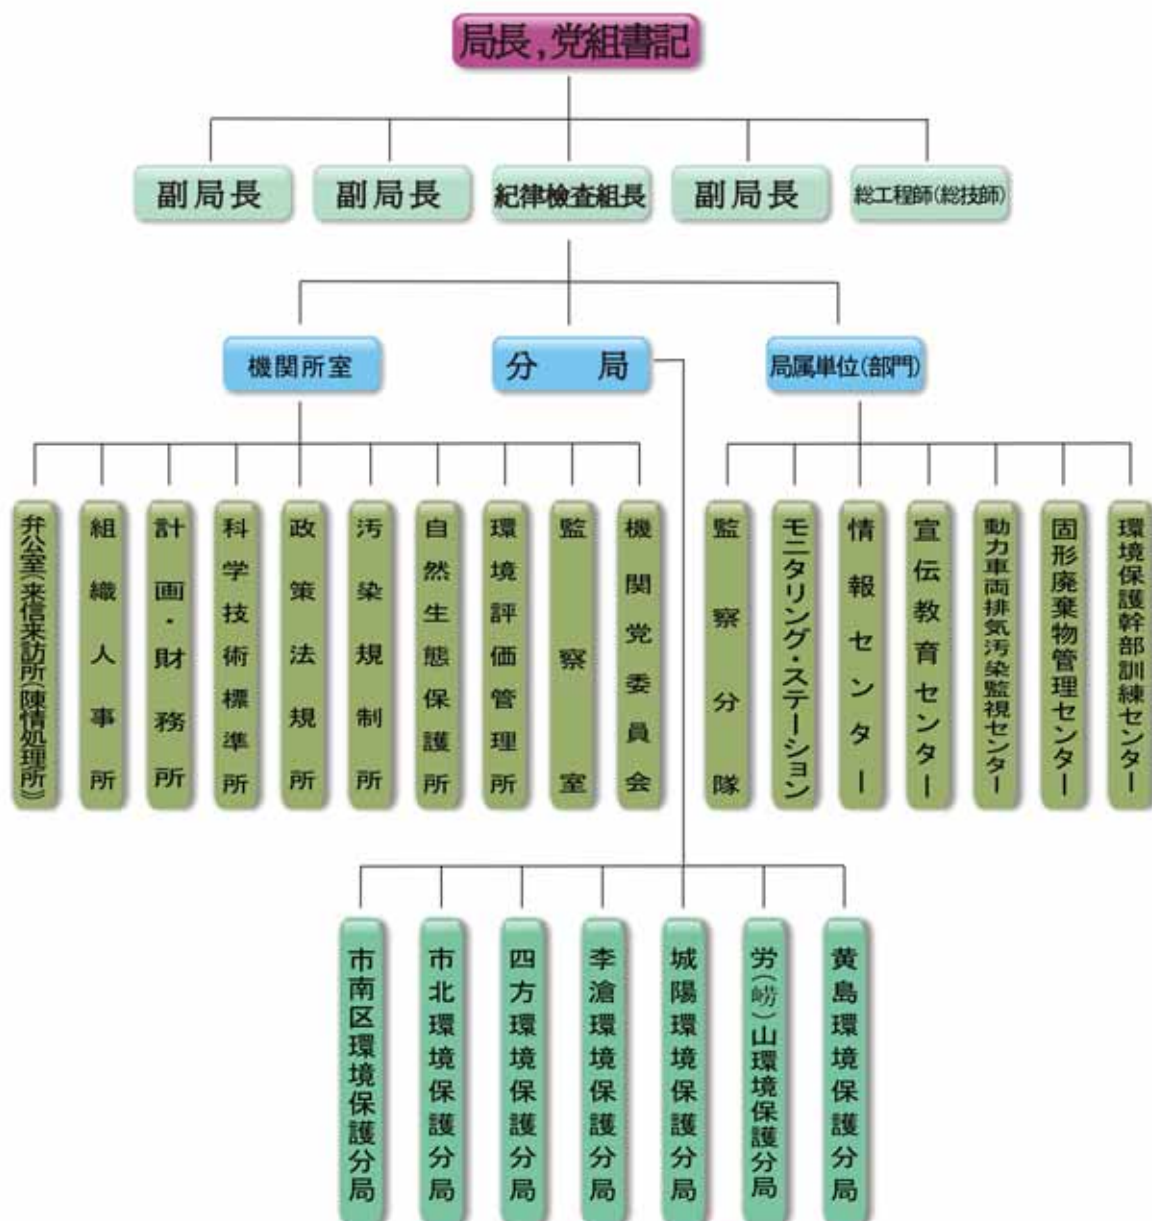 局長,党組書記
副局長
副局長
紀律検査組長
副局長
総工程師(総技師)
機関所室
分　局
局属単位(部門)
弁公室(来信来訪所(陳情処理所))
組織人事所
計画・財務所
科学技術標準所
政策法規所
汚染規制所
自然生態保護所
環境評価管理所
監察室
機関党委員会
監察分隊
モニタリング・ステーション
情報センター
宣伝教育センター
動力車両排気汚染監視センター
固形廃棄物管理センター
環境保護幹部訓練センター
市南区環境保護分局
市北環境保護分局
四方環境保護分局
李滄環境保護分局
城陽環境保護分局
労(嶗)山環境保護分局
黄島環境保護分局